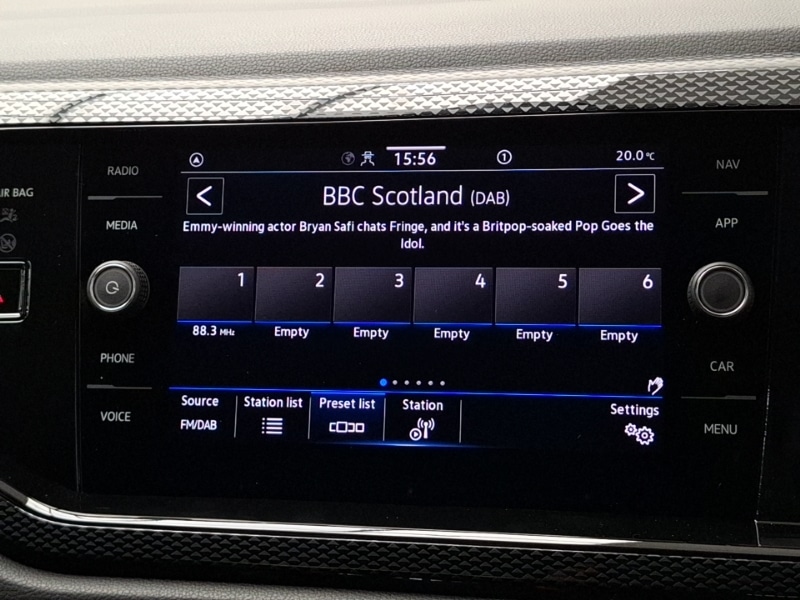 15:56
1
20.0°C
RADIO
NAV
< BBC Scotland (DAB) >
AIR BAG
MEDIA
APP
Emmy-winning actor Bryan Safi chats Fringe, and it's a Britpop-soaked Pop Goes the
Idol.
1 2 3 4 5 6
88.3 MHz Empty Empty Empty Empty Empty
PHONE
CAR
Source Station list Preset list Station Settings
FM/DAB
VOICE
MENU